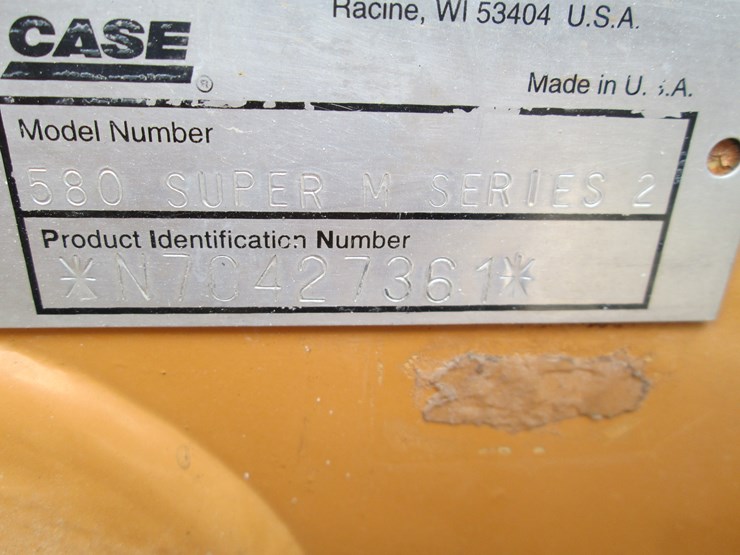 Racine, WI 53404 U.S.A.
CASE
®
Made in U.S.A.
Model Number
580 SUPER M SERIES 2
Product Identification Number
*N7C427361*